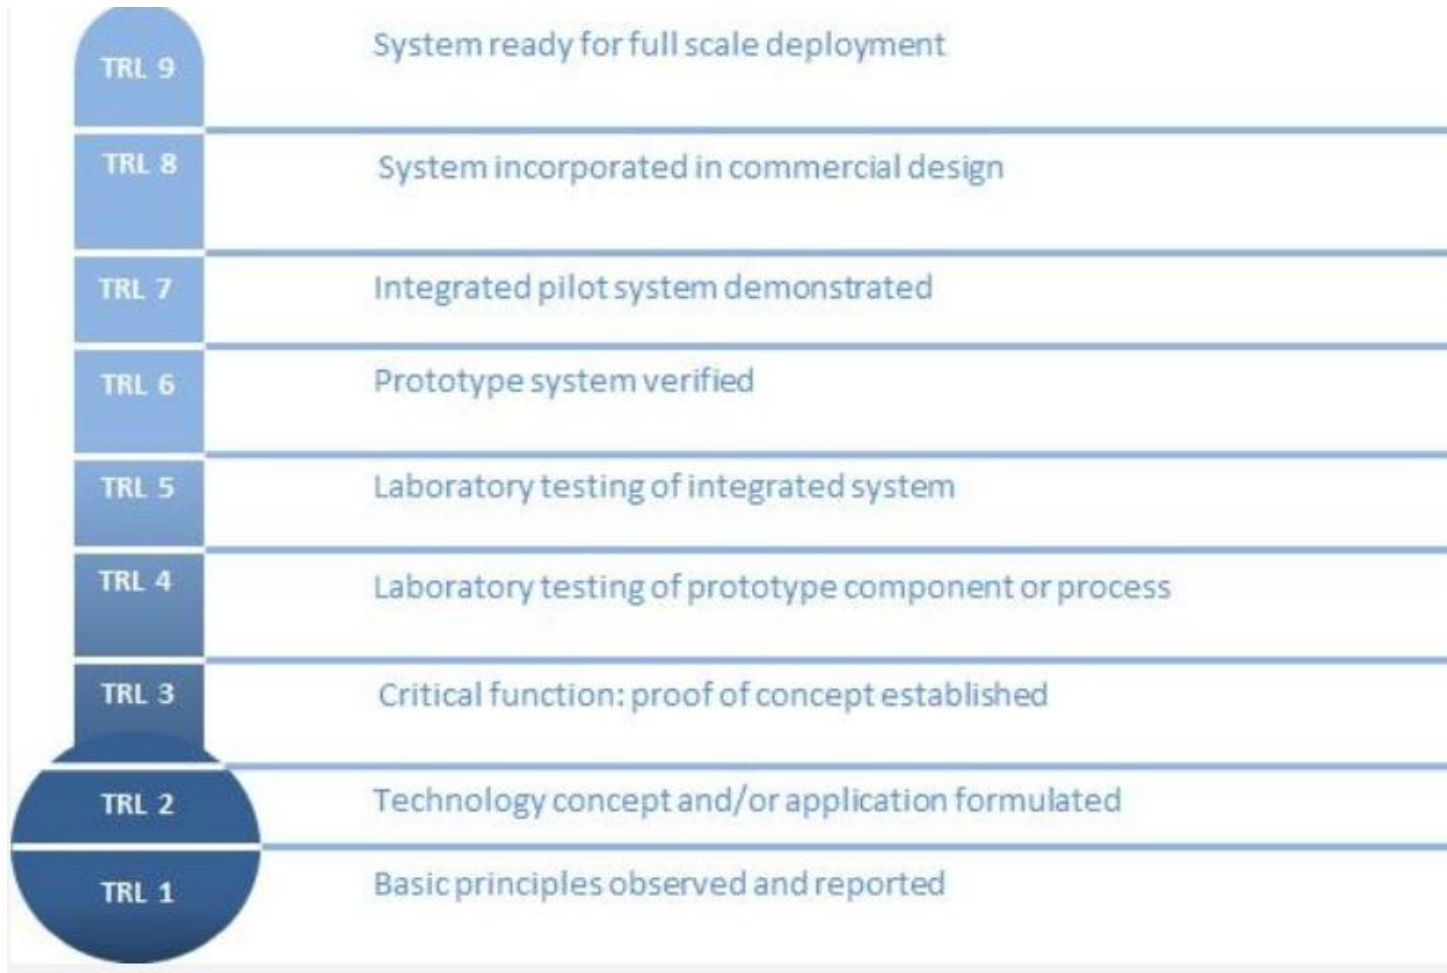 TRL 9 System ready for full scale deployment
TRL 8 System incorporated in commercial design
TRL 7 Integrated pilot system demonstrated
TRL 6 Prototype system verified
TRL 5 Laboratory testing of integrated system
TRL 4 Laboratory testing of prototype component or process
TRL 3 Critical function: proof of concept established
TRL 2 Technology concept and/or application formulated
TRL 1 Basic principles observed and reported